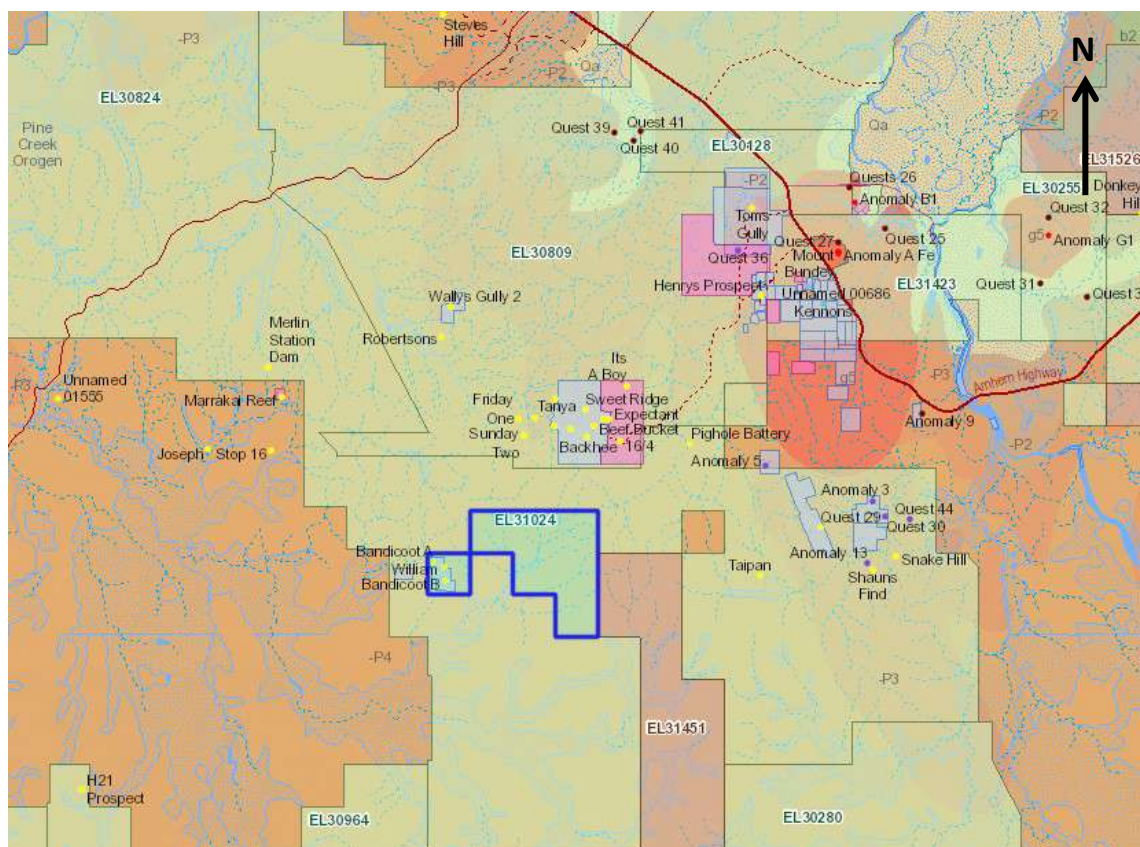 Steves
Hill
-P3
b2
N
-P2
Qa
-P3
EL30824
Qa
-P2
Pine
Creek
Orogen
Quest 39
Quest 41
Quest 40
EL30128
EL31526
-P2
Quests 26
EL30255
Donkey
Hill
Anomaly B1
Toms
Gully
Quest 32
g5
Anomaly G1
Quest 25
Quest 27
EL30809
Quest 36
Mount
Bundey
Anomaly A Fe
Henrys Prospect
EL31423
Quest 31
Unnamed 00686
Kennons
Wallys Gully 2
Robertsons
Merlin
Station
Dam
Its
A Boy
-P3
Unnamed
01555
g5
-P3
Arnhem Highway
Marrakai Reef
Friday
One
Sunday
Two
Tanya
Sweet Ridge
Expectant
Beef Bucket
Backhee
16/4
Anomaly 9
-P2
Pighole Battery
Joseph
Stop 16
Anomaly 5
Anomaly 3
Quest 44
Quest 29
Quest 30
EL31024
Bandicoot A
William
Bandicoot B
Anomaly 13
Snake Hill
Taipan
Shauns
Find
-P4
-P3
EL31451
H21
Prospect
EL30964
EL30280